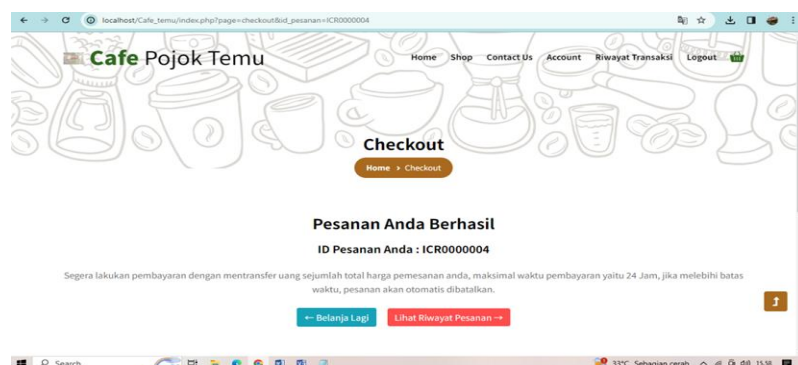 localhost/Cafe_temu/index.php?page=checkout&id_pesanan=ICR0000004
Cafe Pojok Temu
Home Shop Contact Us Account Riwayat Transaksi Logout
Checkout
Home > Checkout
Pesanan Anda Berhasil
ID Pesanan Anda : ICR0000004
Segera lakukan pembayaran dengan mentransfer uang sejumlah total harga pemesanan anda, maksimal waktu pembayaran yaitu 24 Jam, jika melebihi batas
waktu, pesanan akan otomatis dibatalkan.
← Belanja Lagi Lihat Riwayat Pesanan →
Search 33°C Sebagian cerah 15.58